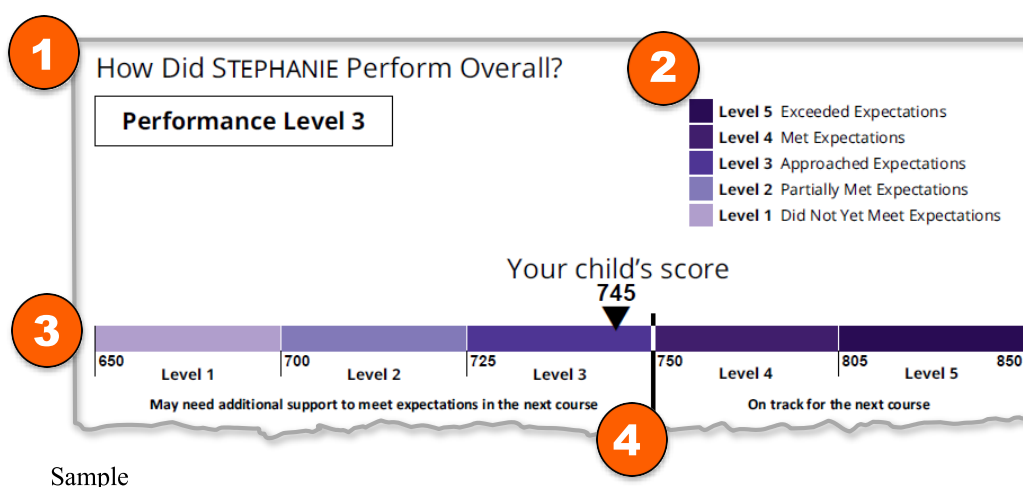 1
How Did STEPHANIE Perform Overall?
Performance Level 3
2
Level 5 Exceeded Expectations
Level 4 Met Expectations
Level 3 Approached Expectations
Level 2 Partially Met Expectations
Level 1 Did Not Yet Meet Expectations
Your child's score
745
3
650 700 725 750 805 850
Level 1 Level 2 Level 3 Level 4 Level 5
May need additional support to meet expectations in the next course On track for the next course
4
Sample